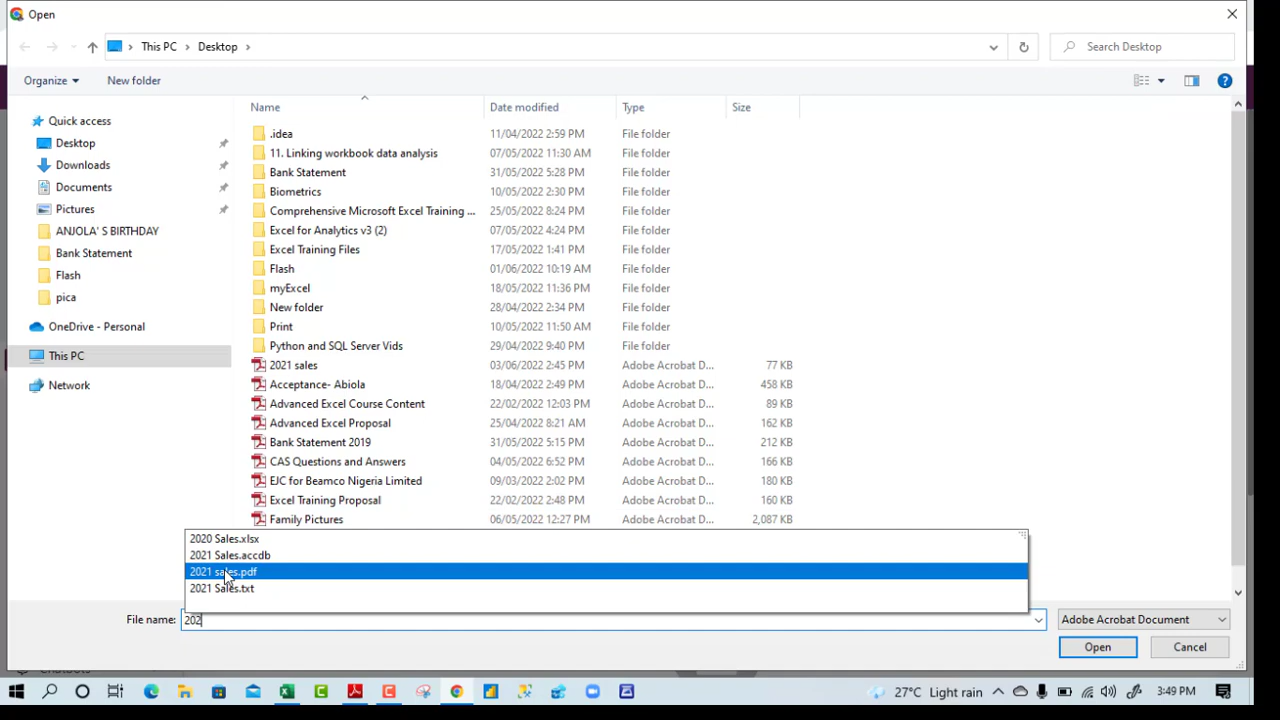 Open
This PC
Desktop
Search Desktop
Organize
New folder
Name
Date modified
Type
Size
Quick access
Desktop
Downloads
Documents
Pictures
ANJOLA' S BIRTHDAY
Bank Statement
Flash
pica
OneDrive - Personal
This PC
Network
.idea 11/04/2022 2:59 PM File folder
11. Linking workbook data analysis 07/05/2022 11:30 AM File folder
Bank Statement 31/05/2022 5:28 PM File folder
Biometrics 10/05/2022 2:30 PM File folder
Comprehensive Microsoft Excel Training ... 25/05/2022 8:24 PM File folder
Excel for Analytics v3 (2) 07/05/2022 4:24 PM File folder
Excel Training Files 17/05/2022 1:41 PM File folder
Flash 01/06/2022 10:19 AM File folder
myExcel 18/05/2022 11:36 PM File folder
New folder 28/04/2022 2:34 PM File folder
Print 10/05/2022 11:50 AM File folder
Python and SQL Server Vids 29/04/2022 9:40 PM File folder
2021 sales 03/06/2022 2:45 PM Adobe Acrobat D... 77 KB
Acceptance- Abiola 18/04/2022 2:49 PM Adobe Acrobat D... 458 KB
Advanced Excel Course Content 22/02/2022 12:03 PM Adobe Acrobat D... 89 KB
Advanced Excel Proposal 25/04/2022 8:21 AM Adobe Acrobat D... 162 KB
Bank Statement 2019 31/05/2022 5:15 PM Adobe Acrobat D... 212 KB
CAS Questions and Answers 04/05/2022 6:52 PM Adobe Acrobat D... 166 KB
EJC for Beamco Nigeria Limited 09/03/2022 2:02 PM Adobe Acrobat D... 180 KB
Excel Training Proposal 22/02/2022 2:48 PM Adobe Acrobat D... 160 KB
Family Pictures 06/05/2022 12:27 PM Adobe Acrobat D... 2,087 KB
2020 Sales.xlsx
2021 Sales.accdb
2021 sales.pdf
2021 Sales.txt
File name: 202
Adobe Acrobat Document
Open
Cancel
27°C Light rain
3:49 PM